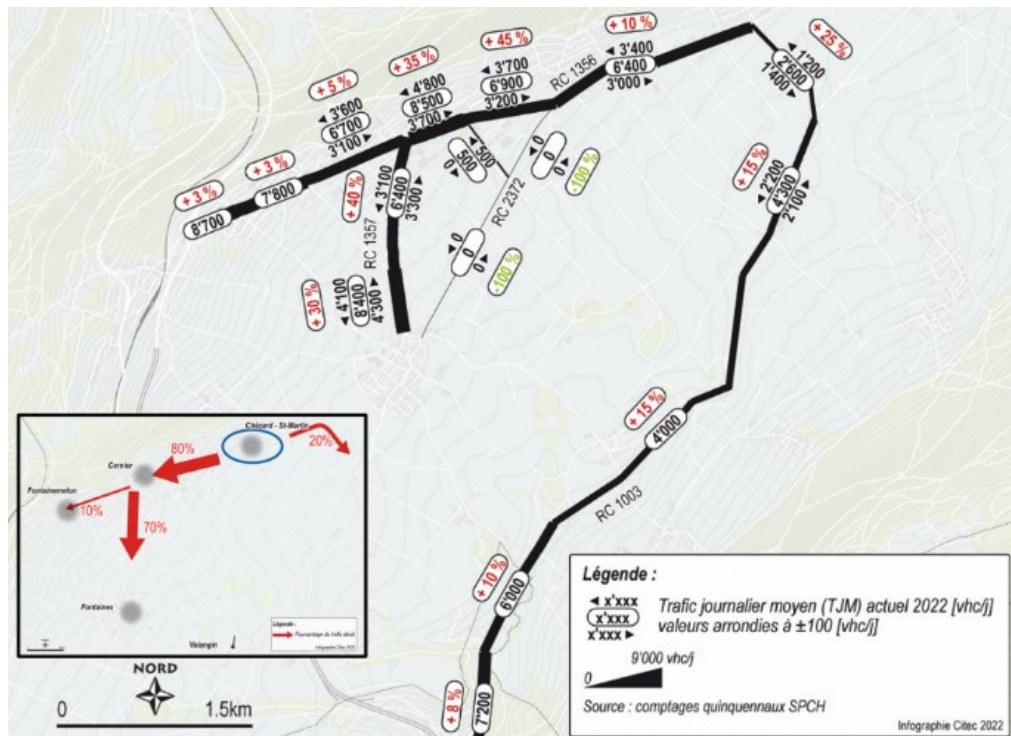 + 10 %
◄ 3'400
6'400
3'000 ►
+ 25 %
◄ 1'200
2'600
1'400 ►
+ 45 %
◄ 3'700
6'900
3'200 ►
RC 1356
+ 35 %
◄ 4'800
8'500
3'700 ►
+ 5 %
◄ 3'600
6'700
3'100 ►
+ 3 %
7'800
+ 3 %
8'700
◄ 500
500
0 ►
◄ 0
0
0 ►
-100 %
RC 2372
◄ 0
0
0 ►
-100 %
+ 40 %
◄ 3'100
6'400
3'300 ►
RC 1357
+ 30 %
◄ 4'100
8'400
4'300 ►
+ 15 %
◄ 2'200
4'300
2'100 ►
+ 15 %
4'000
RC 1003
+ 10 %
6'000
+ 8 %
7'200
Chézard - St-Martin
20%
80%
Cernier
Fontainemelon
10%
70%
Fontaines
Valangin
Légende :
Infographie Citec 2022
NORD
0 1.5km
Légende :
◄ x'xxx
x'xxx
x'xxx ►
Trafic journalier moyen (TJM) actuel 2022 [vhc/j]
valeurs arrondies à ±100 [vhc/j]
9'000 vhc/j
0
Source : comptages quinquennaux SPCH
Infographie Citec 2022